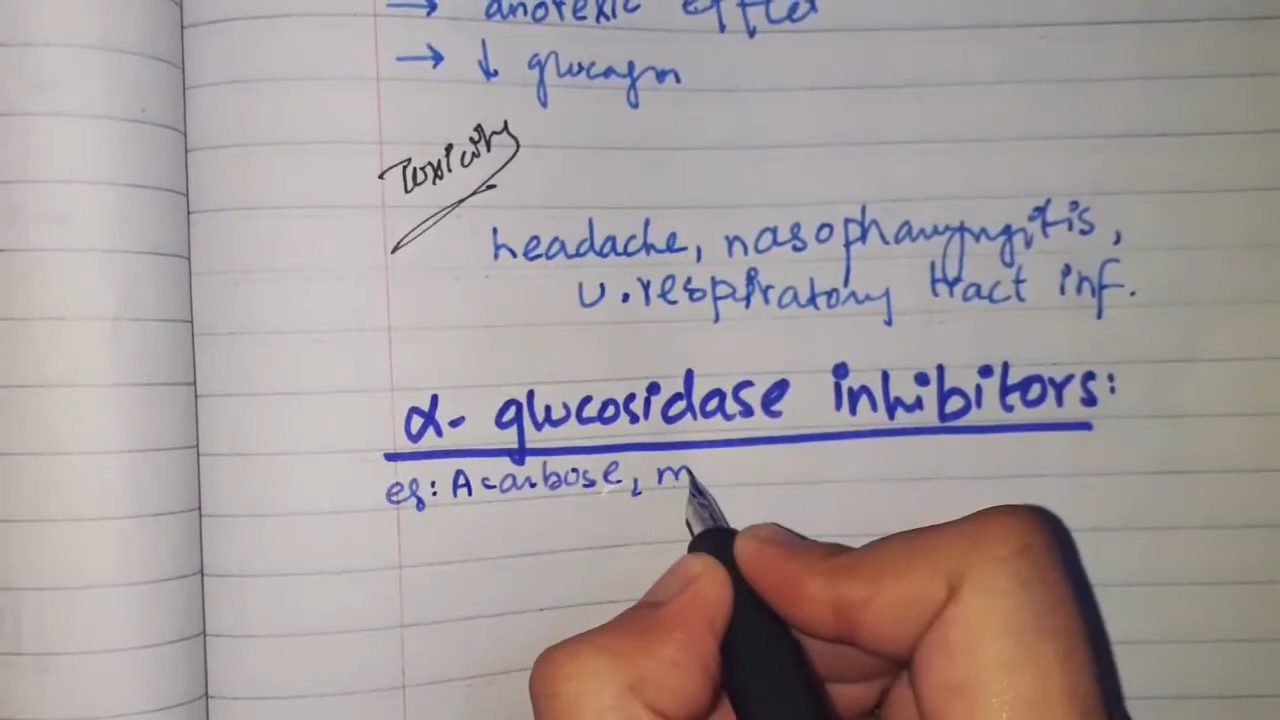 → anorexic effect
→ ↓ glucagon
Toxicity
headache, nasopharyngitis,
U. respiratory tract inf.
α- glucosidase inhibitors:
eg: Acarbose, m